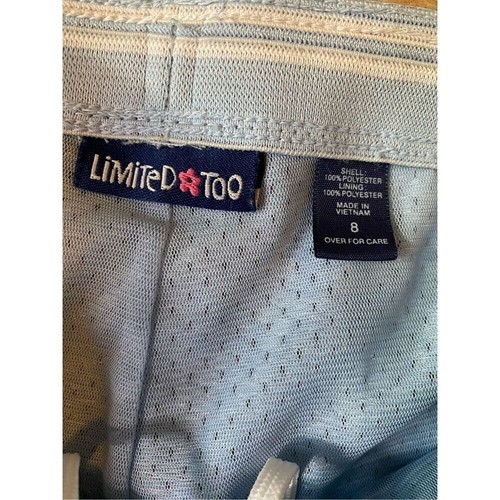 LiMiTeD TOO
SHELL:
100% POLYESTER
LINING
100% POLYESTER
MADE IN
VIETNAM
8
OVER FOR CARE